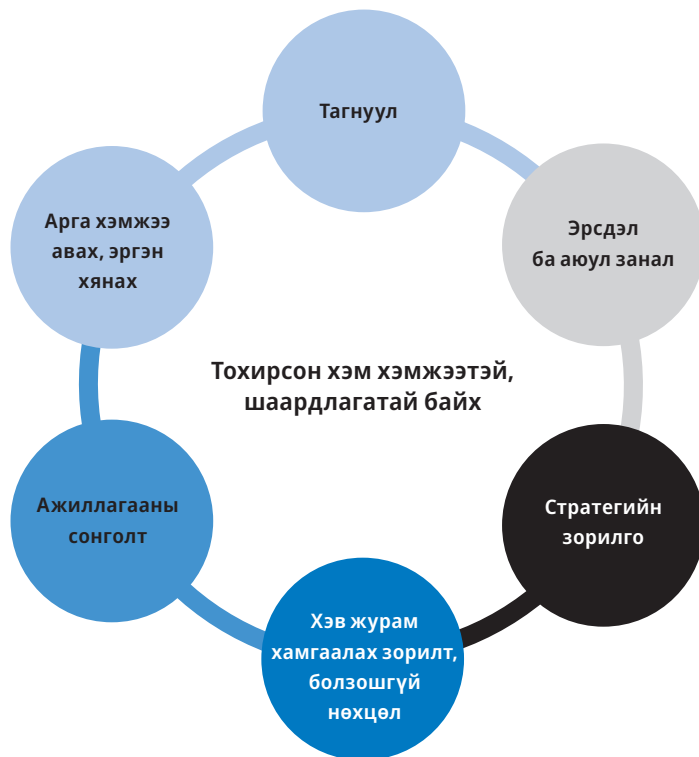 Тагнуул
Эрсдэл
ба аюул занал
Стратегийн
зорилго
Хэв журам
хамгаалах зорилт,
болзошгүй
нөхцөл
Ажиллагааны
сонголт
Арга хэмжээ
авах, эргэн
хянах
Тохирсон хэм хэмжээтэй,
шаардлагатай байх